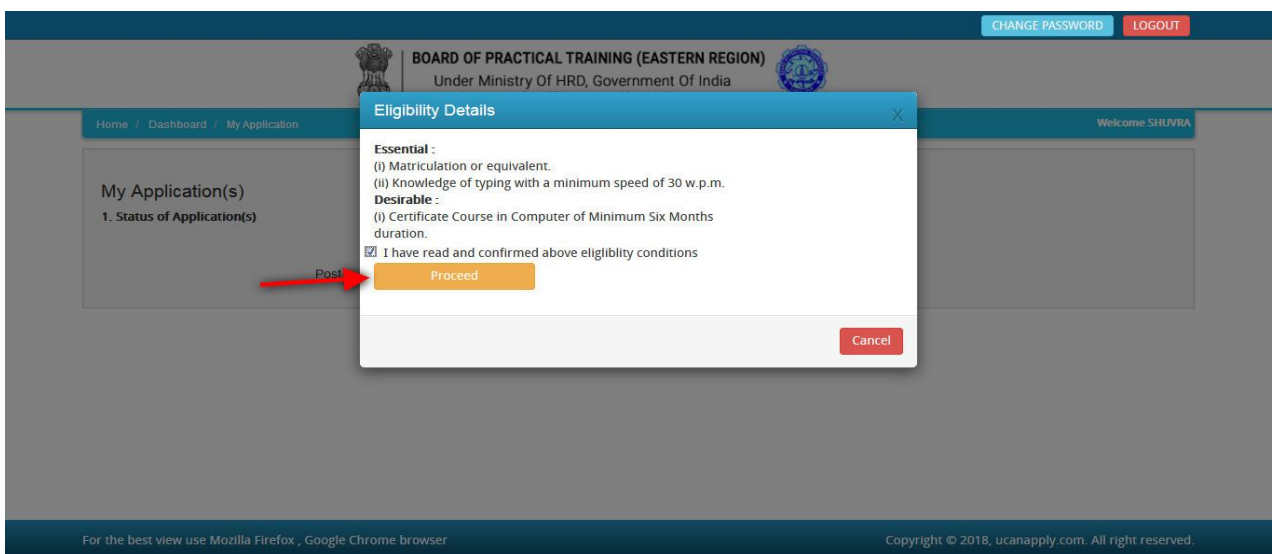 CHANGE PASSWORD LOGOUT
BOARD OF PRACTICAL TRAINING (EASTERN REGION)
Under Ministry Of HRD, Government Of India
Eligibility Details X
Home / Dashboard / My Application
Welcome SHUVRA
Essential :
(i) Matriculation or equivalent.
(ii) Knowledge of typing with a minimum speed of 30 w.p.m.
Desirable :
(i) Certificate Course in Computer of Minimum Six Months
duration.
I have read and confirmed above eligliblity conditions
Proceed
Cancel
My Application(s)
1. Status of Application(s)
Post
For the best view use Mozilla Firefox , Google Chrome browser
Copyright © 2018, ucanapply.com. All right reserved.